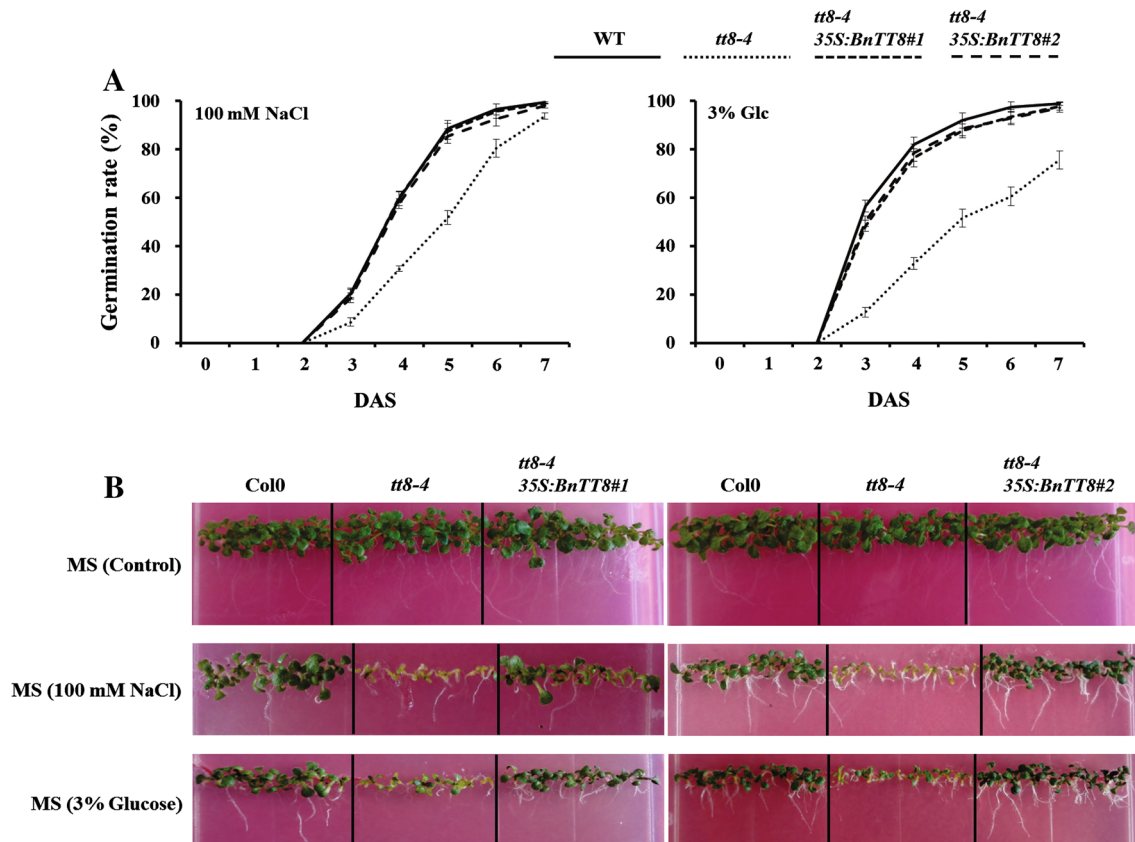 WT
tt8-4
tt8-4
35S:BnTT8#1
tt8-4
35S:BnTT8#2
A
100 mM NaCl
3% Glc
Germination rate (%)
100
80
60
40
20
0
0 1 2 3 4 5 6 7
DAS
100
80
60
40
20
0
0 1 2 3 4 5 6 7
DAS
B
Col0
tt8-4
tt8-4
35S:BnTT8#1
Col0
tt8-4
tt8-4
35S:BnTT8#2
MS (Control)
MS (100 mM NaCl)
MS (3% Glucose)